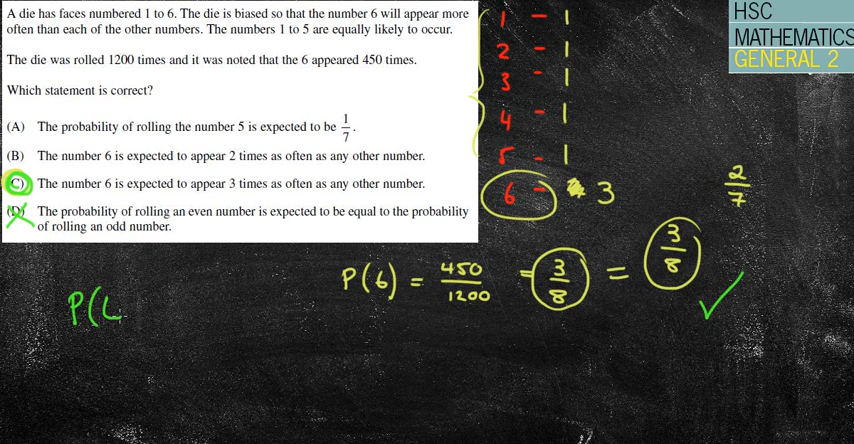 A die has faces numbered 1 to 6. The die is biased so that the number 6 will appear more
often than each of the other numbers. The numbers 1 to 5 are equally likely to occur.
The die was rolled 1200 times and it was noted that the 6 appeared 450 times.
Which statement is correct?
(A) The probability of rolling the number 5 is expected to be 1/7.
(B) The number 6 is expected to appear 2 times as often as any other number.
(C) The number 6 is expected to appear 3 times as often as any other number.
(D) The probability of rolling an even number is expected to be equal to the probability
of rolling an odd number.
1 - 1
2 - 1
3 - 1
4 - 1
5 - 1
6 - 3
HSC
MATHEMATICS
GENERAL 2
2/7
P(6) = 450/1200 = 3/8 = 3/8
P(4